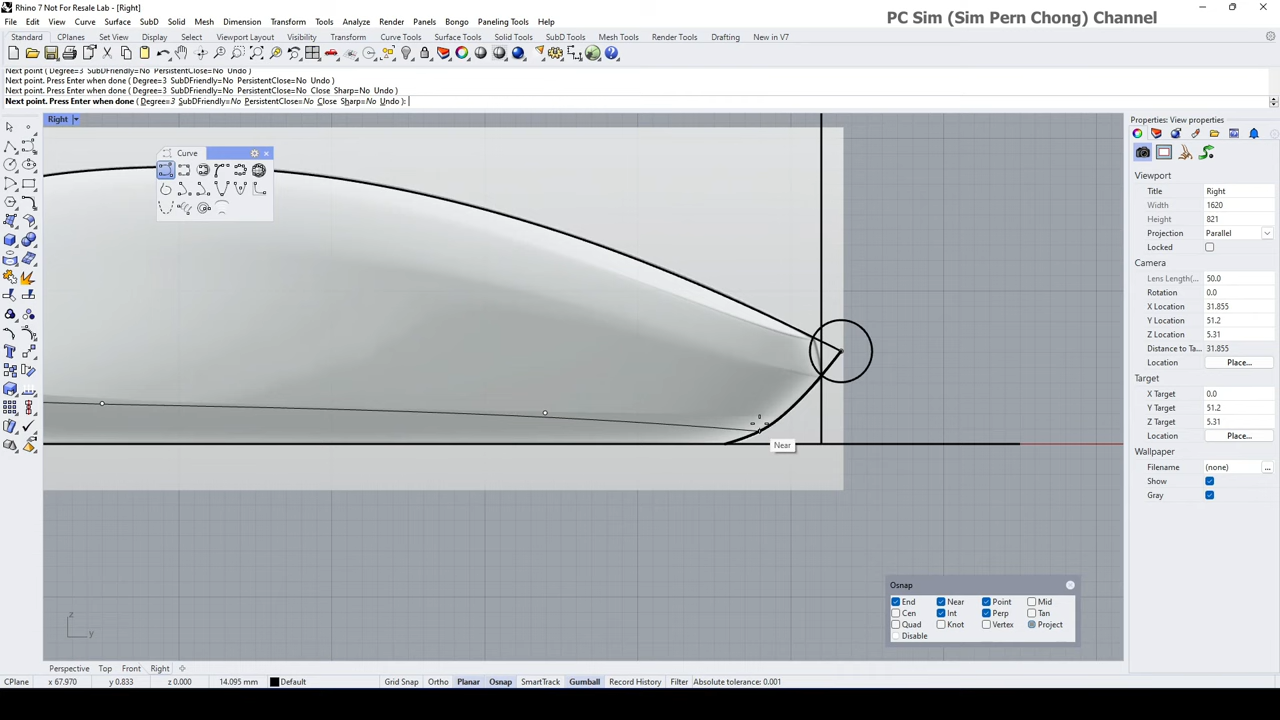 Rhino 7 Not For Resale Lab - [Right]
PC Sim (Sim Pern Chong) Channel
File Edit View Curve Surface SubD Solid Mesh Dimension Transform Tools Analyze Render Panels Bongo Paneling Tools Help
Standard CPlanes Set View Display Select Viewport Layout Visibility Transform Curve Tools Surface Tools Solid Tools SubD Tools Mesh Tools Render Tools Drafting New in V7
Next point ( Degree=3 SubDFriendly=No PersistentClose=No Undo )
Next point. Press Enter when done ( Degree=3 SubDFriendly=No PersistentClose=No Undo )
Next point. Press Enter when done ( Degree=3 SubDFriendly=No PersistentClose=No Close Sharp=No Undo )
Next point. Press Enter when done ( Degree=3 SubDFriendly=No PersistentClose=No Close Sharp=No Undo ):
Right
Curve
Near
z
y
Properties: View properties
Viewport
Title Right
Width 1620
Height 821
Projection Parallel
Locked
Camera
Lens Length(... 50.0
Rotation 0.0
X Location 31.855
Y Location 51.2
Z Location 5.31
Distance to Ta... 31.855
Location Place...
Target
X Target 0.0
Y Target 51.2
Z Target 5.31
Location Place...
Wallpaper
Filename (none) ...
Show
Gray
Osnap
End Near Point Mid
Cen Int Perp Tan
Quad Knot Vertex Project
Disable
Perspective Top Front Right
CPlane x 67.970 y 0.833 z 0.000 14.095 mm Default Grid Snap Ortho Planar Osnap SmartTrack Gumball Record History Filter Absolute tolerance: 0.001